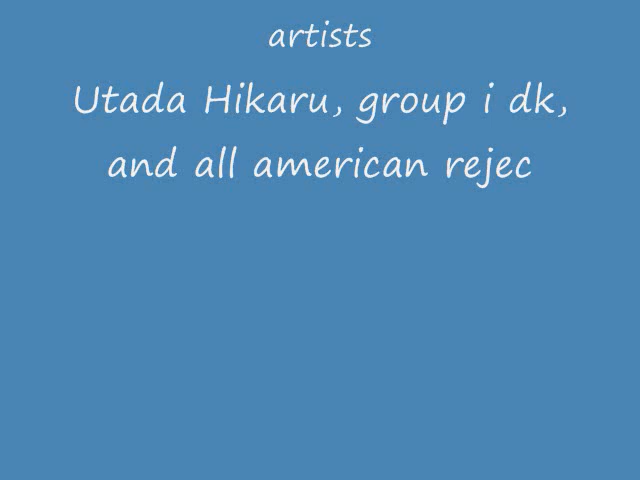 artists
Utada Hikaru, group i dk,
and all american rejec